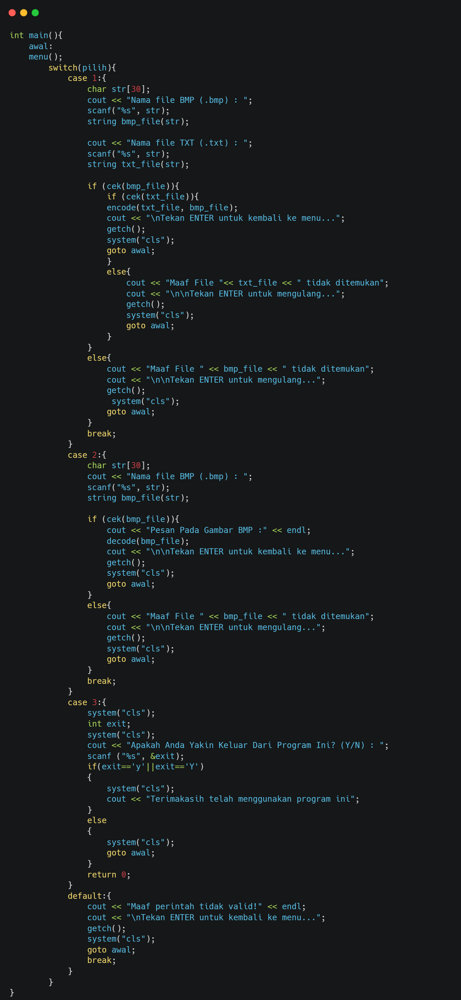 int main(){
    awal:
    menu();
        switch(pilih){
            case 1:{
                char str[30];
                cout << "Nama file BMP (.bmp) : ";
                scanf("%s", str);
                string bmp_file(str);

                cout << "Nama file TXT (.txt) : ";
                scanf("%s", str);
                string txt_file(str);

                if (cek(bmp_file)){
                    if (cek(txt_file)){
                    encode(txt_file, bmp_file);
                    cout << "\nTekan ENTER untuk kembali ke menu...";
                    getch();
                    system("cls");
                    goto awal;
                    }
                    else{
                        cout << "Maaf File "<< txt_file << " tidak ditemukan";
                        cout << "\n\nTekan ENTER untuk mengulang...";
                        getch();
                        system("cls");
                        goto awal;
                    }
                }
                else{
                    cout << "Maaf File " << bmp_file << " tidak ditemukan";
                    cout << "\n\nTekan ENTER untuk mengulang...";
                    getch();
                     system("cls");
                    goto awal;
                }
                break;
            }
            case 2:{
                char str[30];
                cout << "Nama file BMP (.bmp) : ";
                scanf("%s", str);
                string bmp_file(str);

                if (cek(bmp_file)){
                    cout << "Pesan Pada Gambar BMP :" << endl;
                    decode(bmp_file);
                    cout << "\n\nTekan ENTER untuk kembali ke menu...";
                    getch();
                    system("cls");
                    goto awal;
                }
                else{
                    cout << "Maaf File " << bmp_file << " tidak ditemukan";
                    cout << "\n\nTekan ENTER untuk mengulang...";
                    getch();
                    system("cls");
                    goto awal;
                }
                break;
            }
            case 3:{
                system("cls");
                int exit;
                system("cls");
                cout << "Apakah Anda Yakin Keluar Dari Program Ini? (Y/N) : ";
                scanf ("%s", &exit);
                if(exit=='y'||exit=='Y')
                {
                    system("cls");
                    cout << "Terimakasih telah menggunakan program ini";
                }
                else
                {
                    system("cls");
                    goto awal;
                }
                return 0;
            }
            default:{
                cout << "Maaf perintah tidak valid!" << endl;
                cout << "\nTekan ENTER untuk kembali ke menu...";
                getch();
                system("cls");
                goto awal;
                break;
            }
        }
}